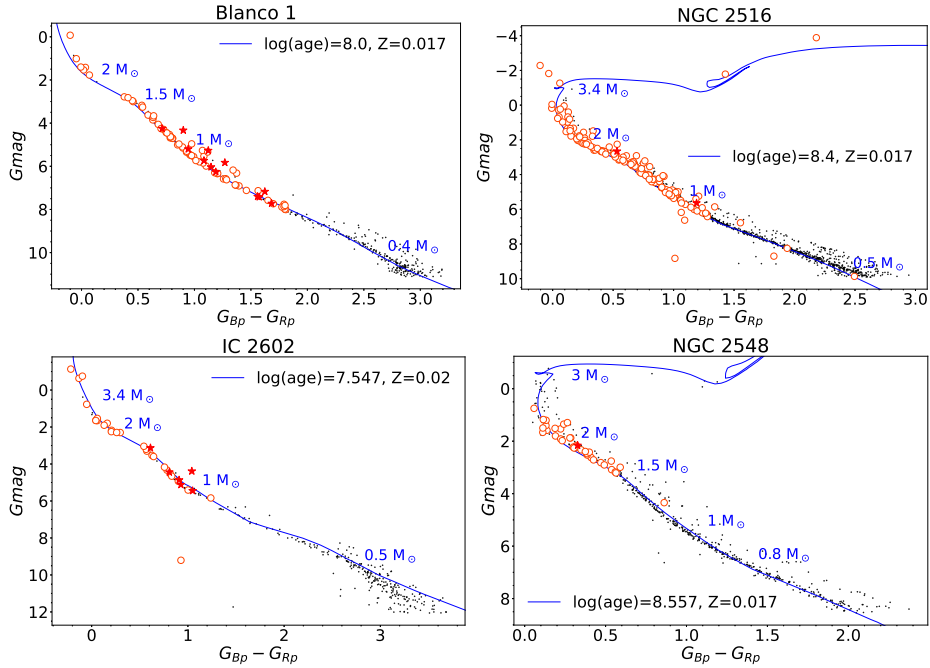 Blanco 1
log(age)=8.0, Z=0.017
2 M⊙
1.5 M⊙
1 M⊙
0.4 M⊙
Gmag
0
2
4
6
8
10
0.0 0.5 1.0 1.5 2.0 2.5 3.0
G_Bp − G_Rp
NGC 2516
3.4 M⊙
2 M⊙
log(age)=8.4, Z=0.017
1 M⊙
0.5 M⊙
Gmag
−4
−2
0
2
4
6
8
10
0.0 0.5 1.0 1.5 2.0 2.5 3.0
G_Bp − G_Rp
IC 2602
log(age)=7.547, Z=0.02
3.4 M⊙
2 M⊙
1 M⊙
0.5 M⊙
Gmag
0
2
4
6
8
10
12
0 1 2 3
G_Bp − G_Rp
NGC 2548
3 M⊙
2 M⊙
1.5 M⊙
1 M⊙
0.8 M⊙
log(age)=8.557, Z=0.017
Gmag
0
2
4
6
8
0.0 0.5 1.0 1.5 2.0
G_Bp − G_Rp